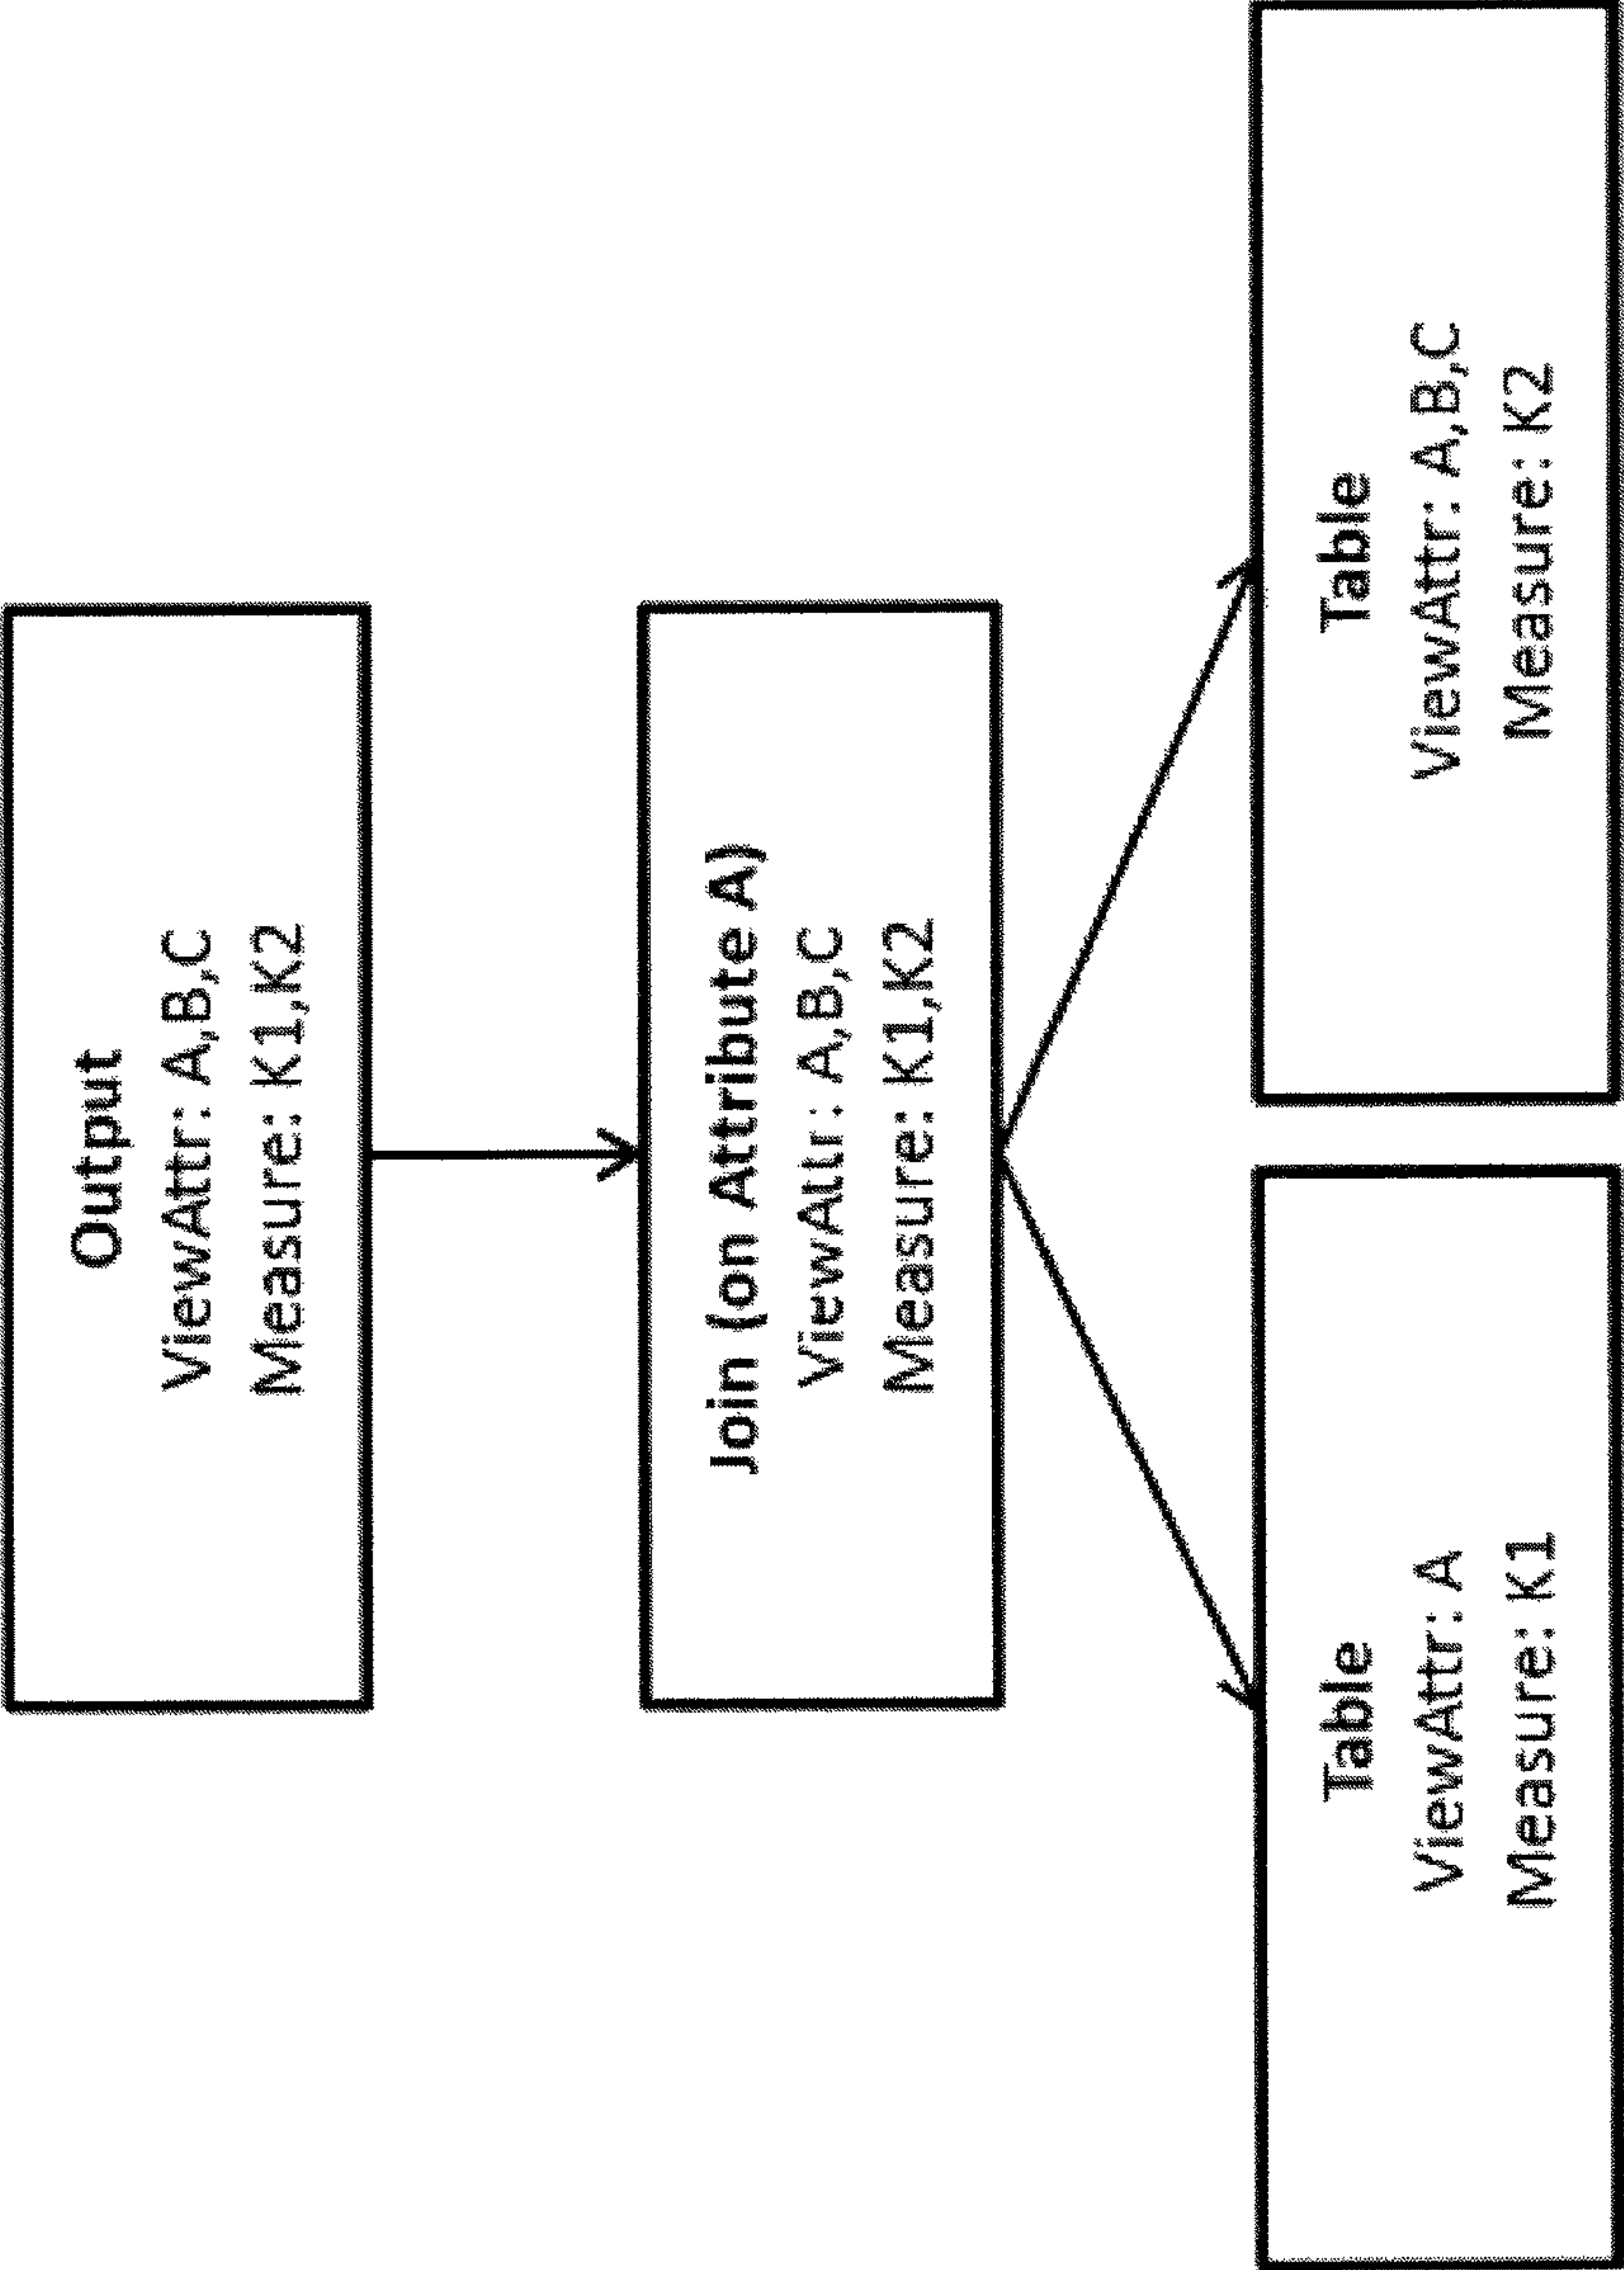 Output
ViewAttr: A,B,C
Measure: K1,K2
Join (on Attribute A)
ViewAttr: A,B,C
Measure: K1,K2
Table
ViewAttr: A
Measure: K1
Table
ViewAttr: A,B,C
Measure: K2